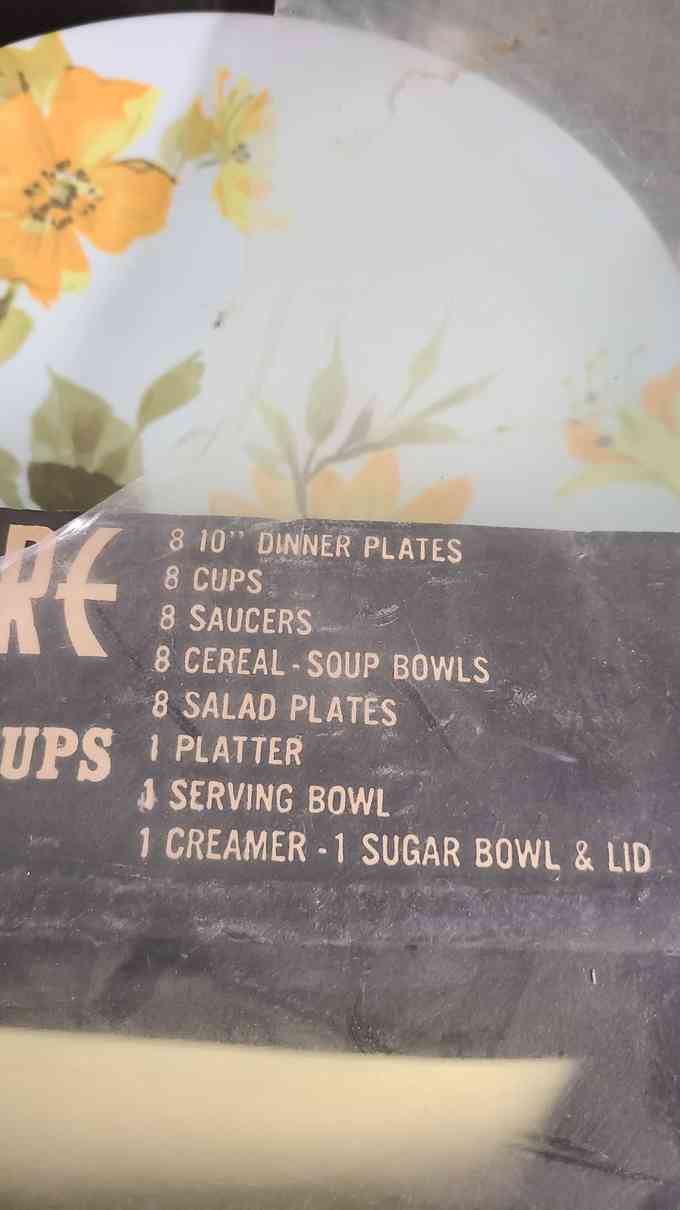 8 10" DINNER PLATES
8 CUPS
8 SAUCERS
8 CEREAL - SOUP BOWLS
8 SALAD PLATES
1 PLATTER
1 SERVING BOWL
1 CREAMER - 1 SUGAR BOWL & LID
RE
UPS